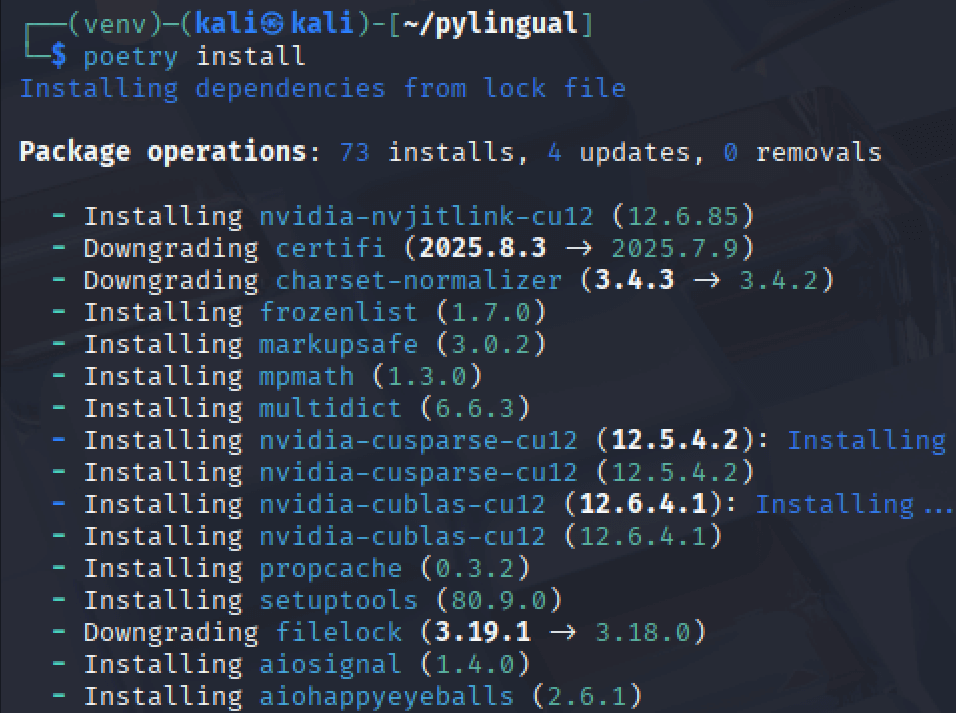 ┌──(venv)─(kali㉿kali)-[~/pylingual]
└─$ poetry install
Installing dependencies from lock file
Package operations: 73 installs, 4 updates, 0 removals
- Installing nvidia-nvjitlink-cu12 (12.6.85)
- Downgrading certifi (2025.8.3 → 2025.7.9)
- Downgrading charset-normalizer (3.4.3 → 3.4.2)
- Installing frozenlist (1.7.0)
- Installing markupsafe (3.0.2)
- Installing mpmath (1.3.0)
- Installing multidict (6.6.3)
- Installing nvidia-cusparse-cu12 (12.5.4.2): Installing
- Installing nvidia-cusparse-cu12 (12.5.4.2)
- Installing nvidia-cublas-cu12 (12.6.4.1): Installing...
- Installing nvidia-cublas-cu12 (12.6.4.1)
- Installing propcache (0.3.2)
- Installing setuptools (80.9.0)
- Downgrading filelock (3.19.1 → 3.18.0)
- Installing aiosignal (1.4.0)
- Installing aiohappyeyeballs (2.6.1)